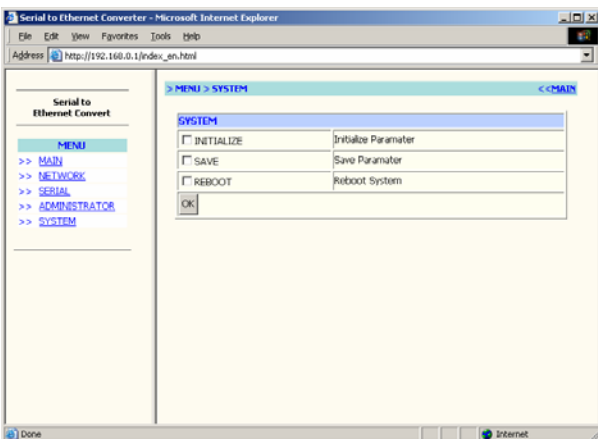 Serial to Ethernet Converter - Microsoft Internet Explorer
File Edit View Favorites Tools Help
Address http://192.168.0.1/index_en.html
Serial to
Ethernet Convert
MENU
>> MAIN
>> NETWORK
>> SERIAL
>> ADMINISTRATOR
>> SYSTEM
> MENU > SYSTEM <<MAIN
SYSTEM
INITIALIZE Initialize Paramater
SAVE Save Paramater
REBOOT Reboot System
OK
Done Internet